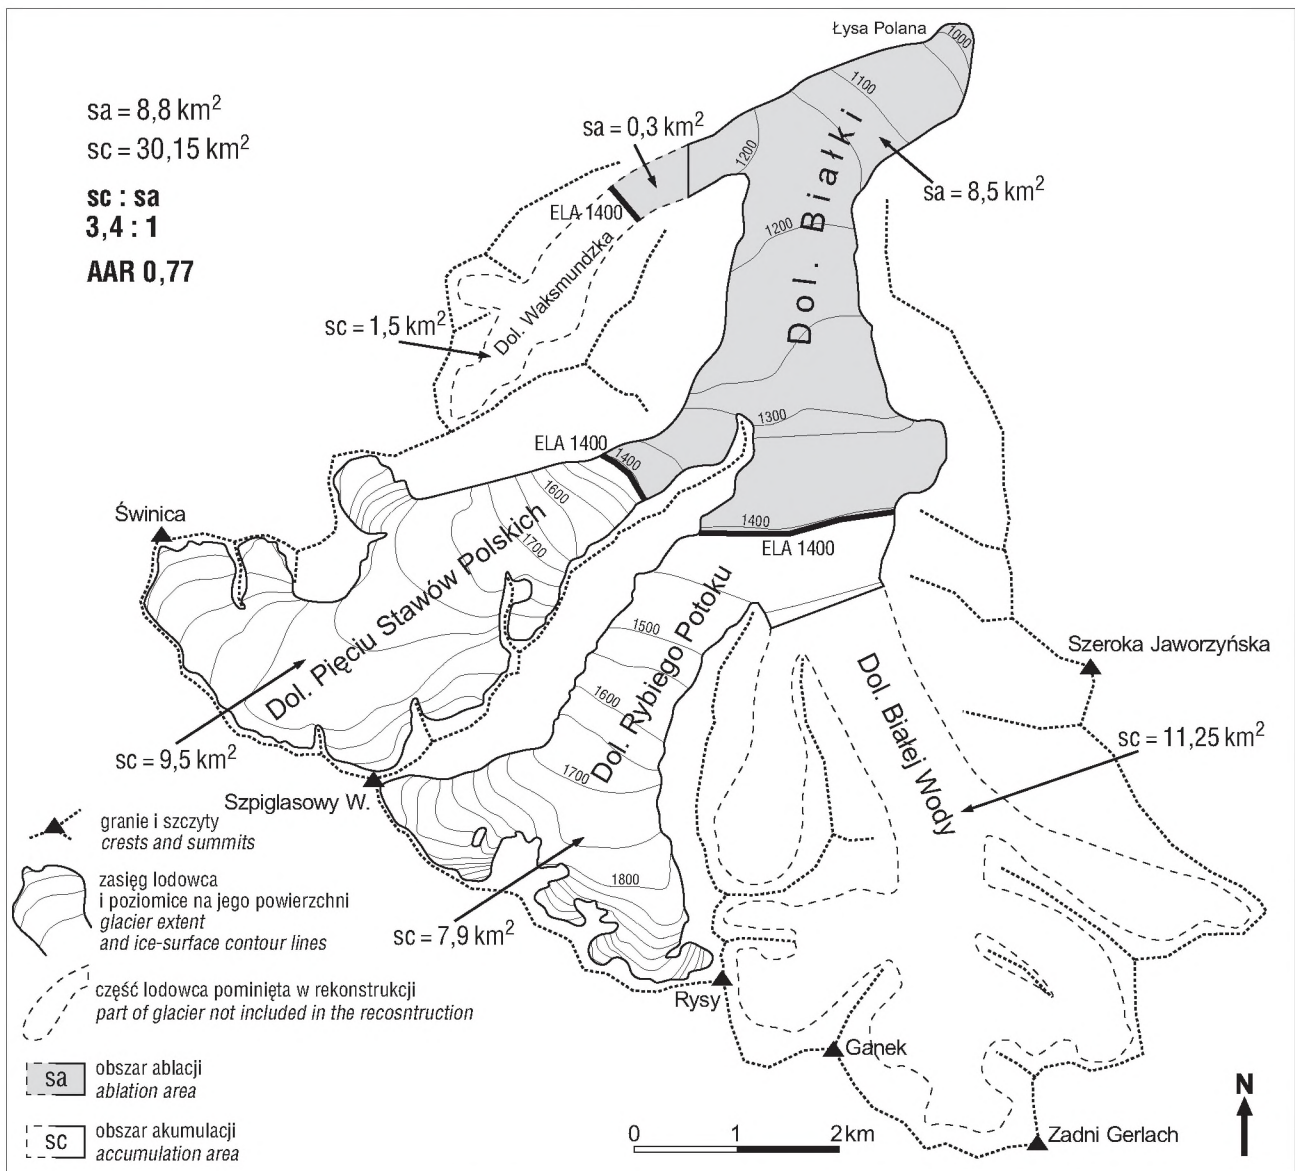 Łysa Polana
1000
1100
sa = 8,8 km²
sc = 30,15 km²
sc : sa
3,4 : 1
AAR 0,77
sa = 0,3 km²
1200
sa = 8,5 km²
ELA 1400
Dol. Białki
1200
Dol. Waksmundzka
sc = 1,5 km²
1300
ELA 1400
1400
1600
Świnica
1700
1400
ELA 1400
Dol. Pięciu Stawów Polskich
1500
Dol. Rybiego Potoku
Szeroka Jaworzyńska
1600
Dol. Białej Wody
sc = 11,25 km²
sc = 9,5 km²
1700
Szpiglasowy W.
granie i szczyty
crests and summits
zasięg lodowca
i poziomice na jego powierzchni
glacier extent
and ice-surface contour lines
1800
sc = 7,9 km²
część lodowca pominięta w rekonstrukcji
part of glacier not included in the recosntruction
Rysy
Ganek
sa
obszar ablacji
ablation area
sc
obszar akumulacji
accumulation area
0 1 2 km
Zadni Gerlach
N